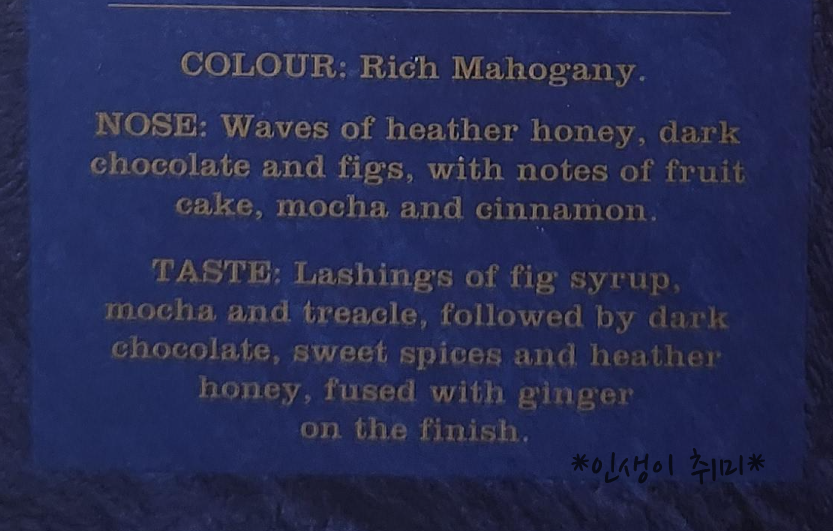 COLOUR: Rich Mahogany.
NOSE: Waves of heather honey, dark
chocolate and figs, with notes of fruit
cake, mocha and cinnamon.
TASTE: Lashings of fig syrup,
mocha and treacle, followed by dark
chocolate, sweet spices and heather
honey, fused with ginger
on the finish.
*인생이 취미*